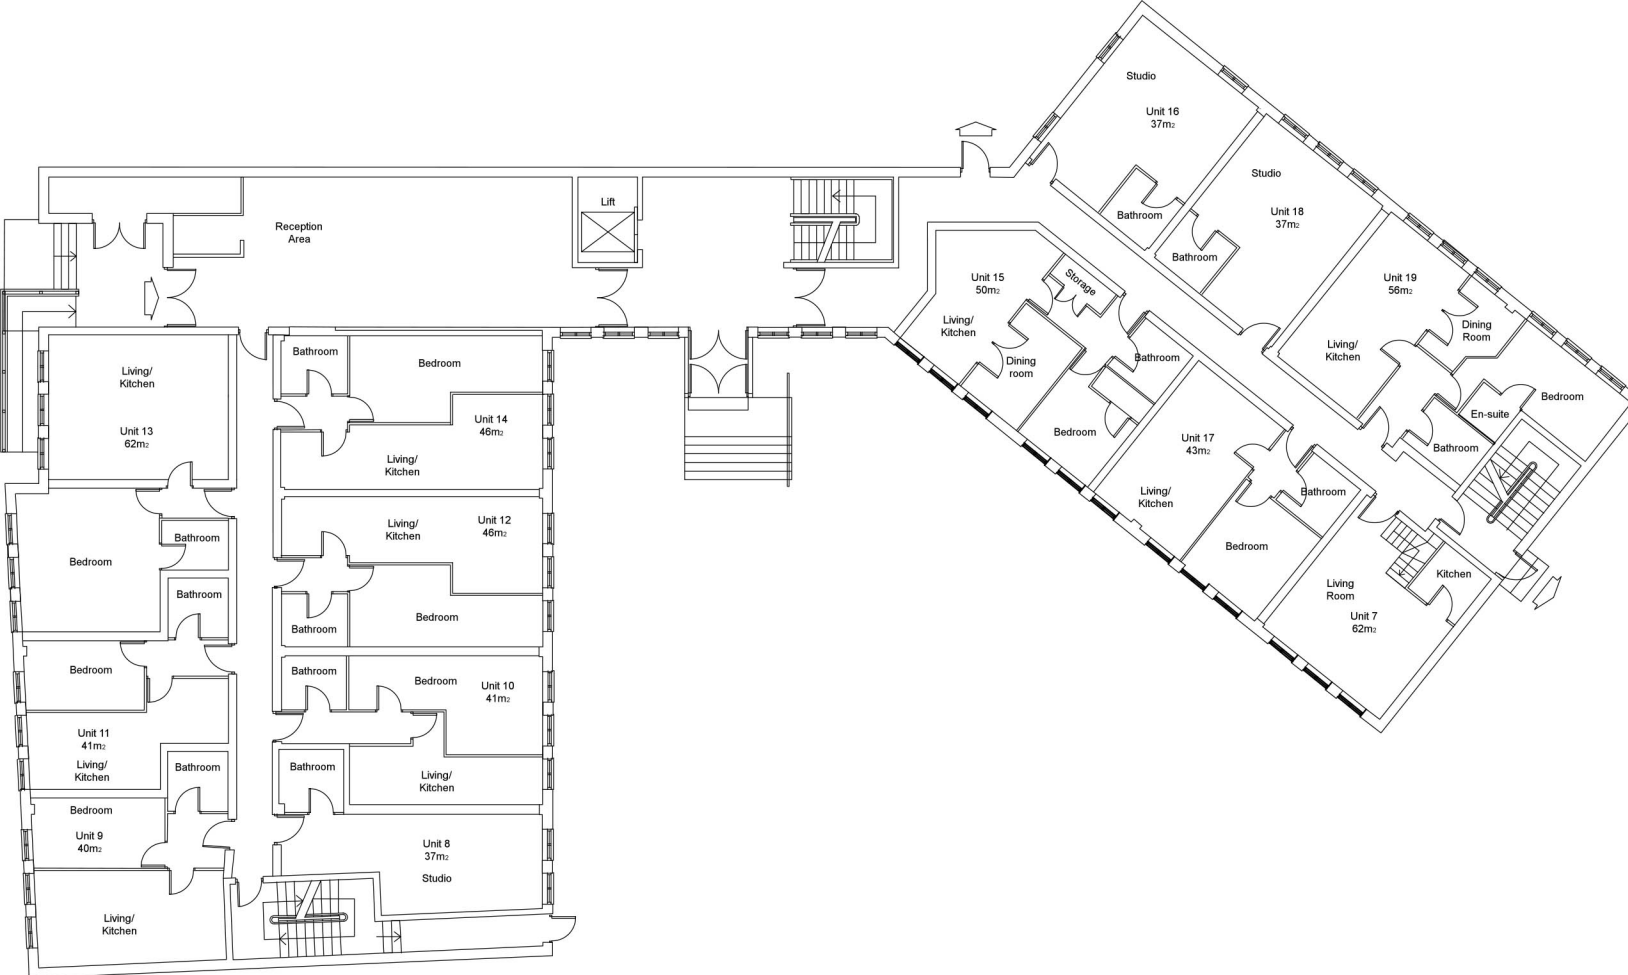 Studio
Unit 16
37m2
Bathroom
Studio
Unit 18
37m2
Bathroom
Lift
Reception
Area
Unit 15
50m2
Storage
Living/
Kitchen
Dining
room
Bathroom
Bedroom
Unit 19
56m2
Dining
Room
Living/
Kitchen
Bedroom
En-suite
Bathroom
Unit 17
43m2
Living/
Kitchen
Bathroom
Bedroom
Kitchen
Living
Room
Unit 7
62m2
Living/
Kitchen
Unit 13
62m2
Bedroom
Bathroom
Bathroom
Bedroom
Unit 14
46m2
Living/
Kitchen
Living/
Kitchen
Unit 12
46m2
Bathroom
Bedroom
Bathroom
Bedroom
Unit 11
41m2
Living/
Kitchen
Bathroom
Bedroom
Unit 10
41m2
Living/
Kitchen
Bathroom
Bedroom
Unit 9
40m2
Living/
Kitchen
Bathroom
Unit 8
37m2
Studio